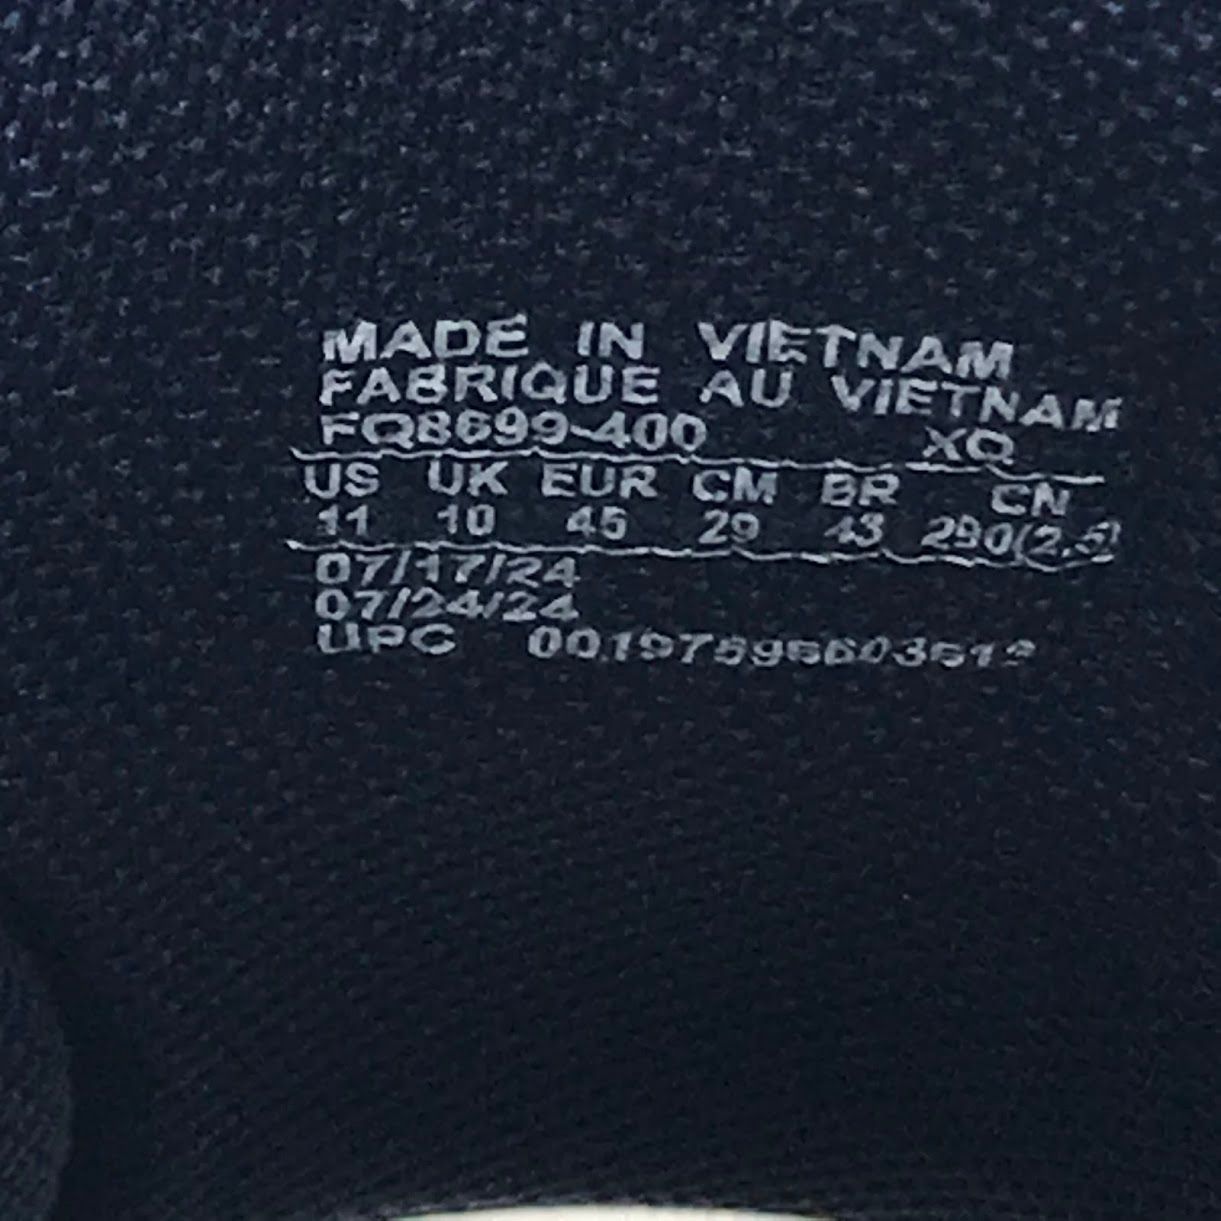 MADE IN VIETNAM
FABRIQUE AU VIETNAM
FQ8699-400 XQ
US UK EUR CM BR CN
11 10 45 29 43 290(2.5)
07/17/24
07/24/24
UPC